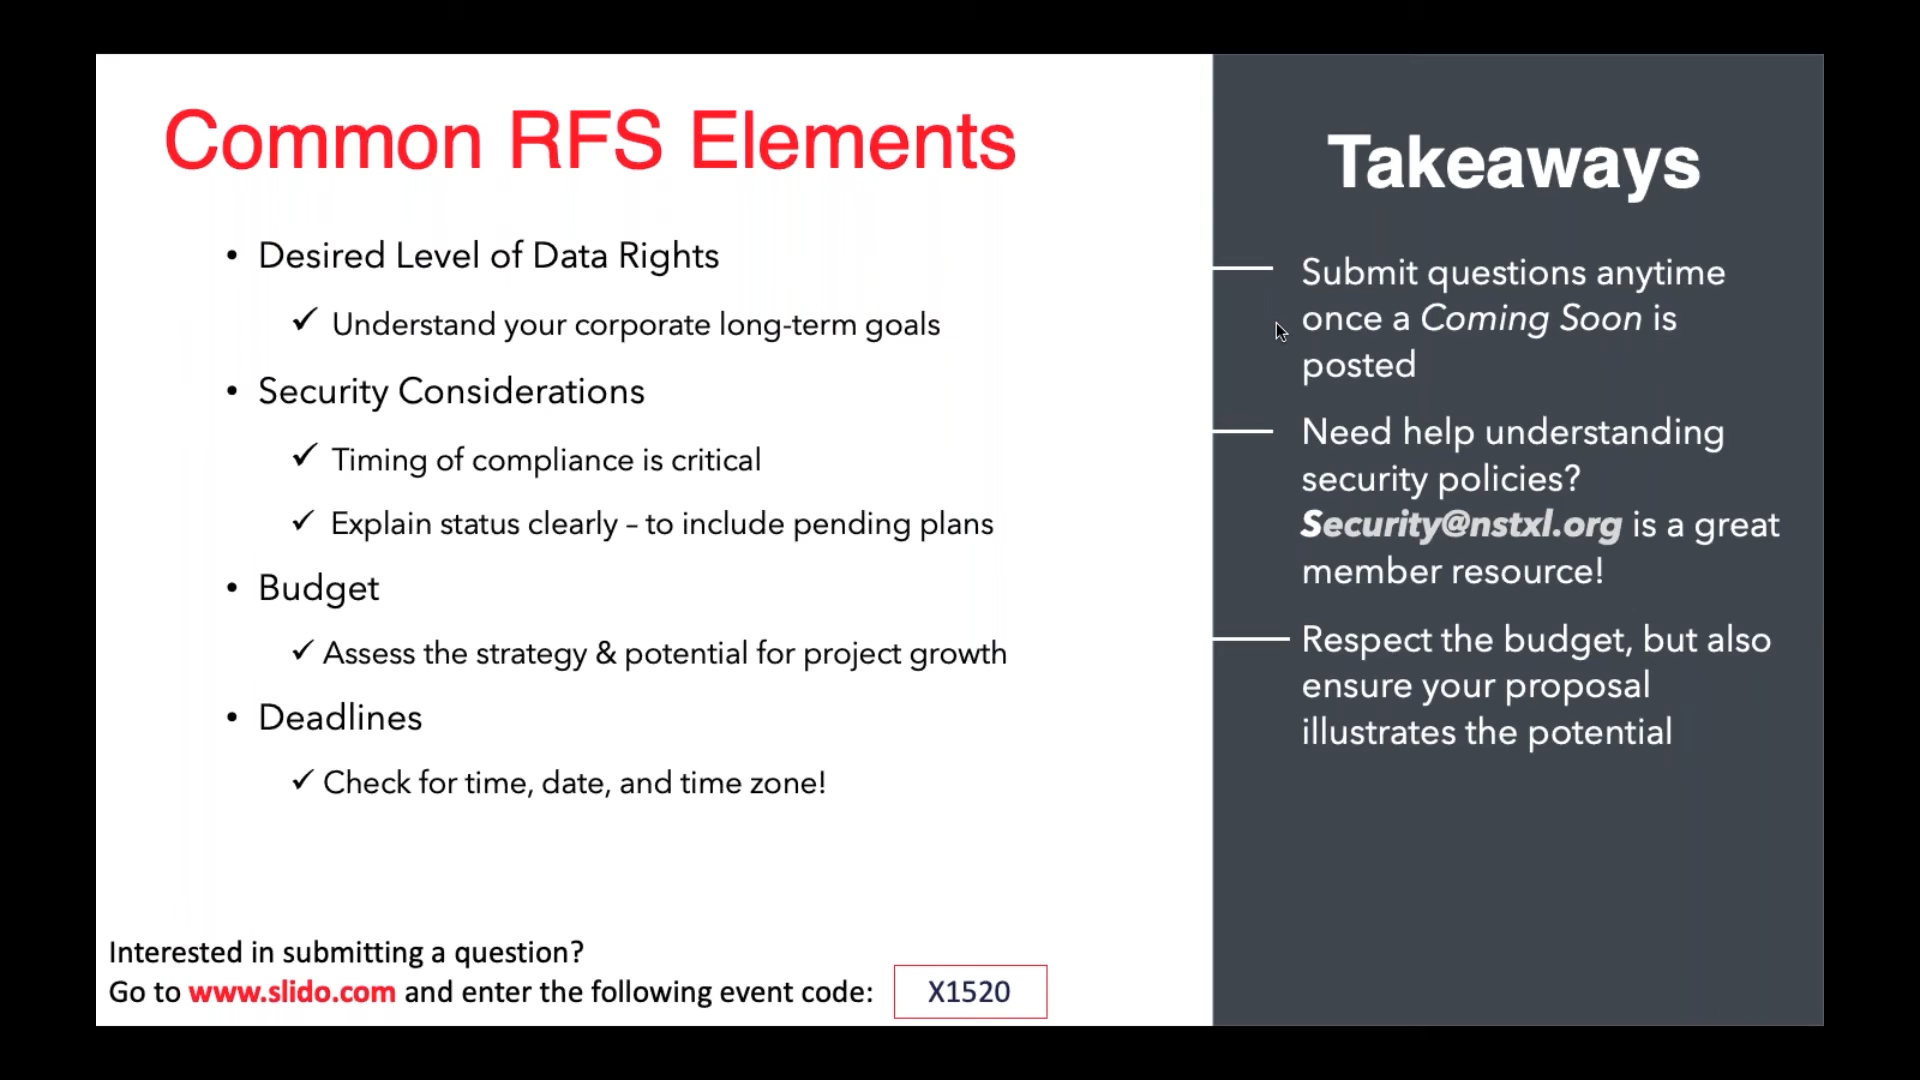 Common RFS Elements
• Desired Level of Data Rights
✓ Understand your corporate long-term goals
• Security Considerations
✓ Timing of compliance is critical
✓ Explain status clearly – to include pending plans
• Budget
✓ Assess the strategy & potential for project growth
• Deadlines
✓ Check for time, date, and time zone!
Interested in submitting a question?
Go to www.slido.com and enter the following event code: X1520
Takeaways
Submit questions anytime
once a Coming Soon is
posted
Need help understanding
security policies?
Security@nstxl.org is a great
member resource!
Respect the budget, but also
ensure your proposal
illustrates the potential